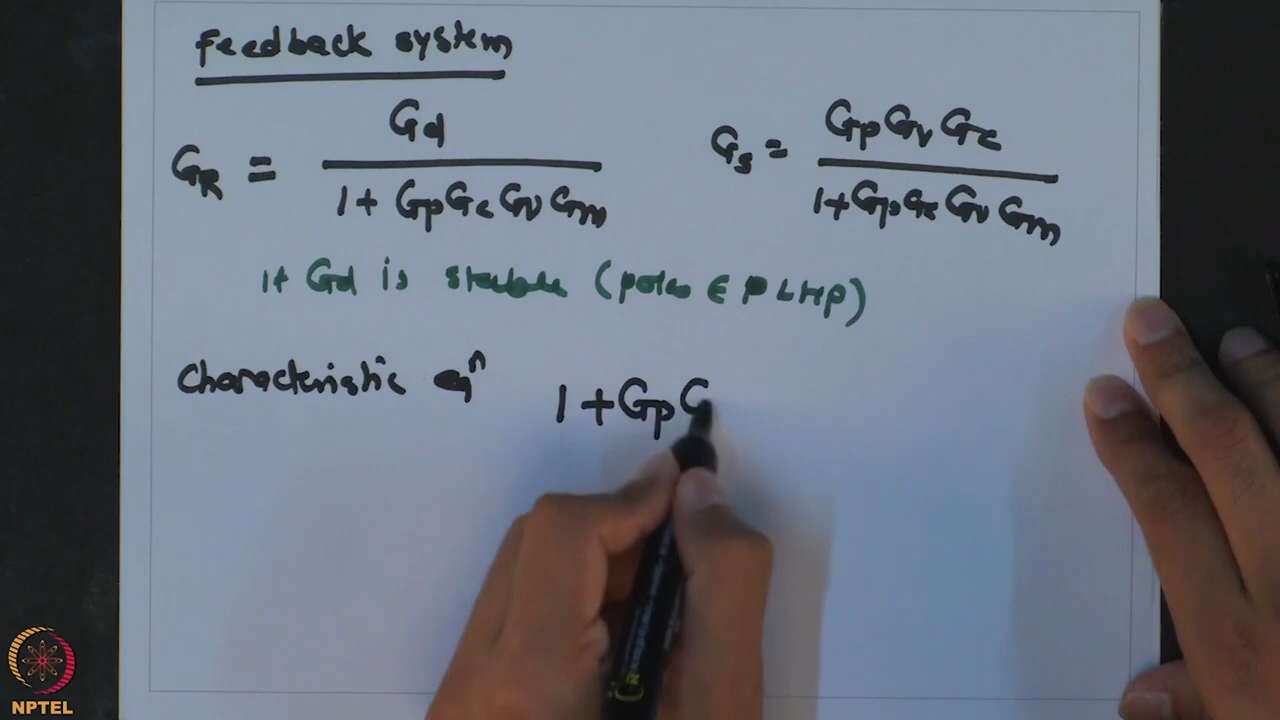 Feedback system
GR = Gd / 1 + GpGcGvGm
Gs = GpGvGc / 1 + GpGcGvGm
If Gd is stable (poles ∈ PLHP)
Characteristic eqn 1 + GpG
NPTEL